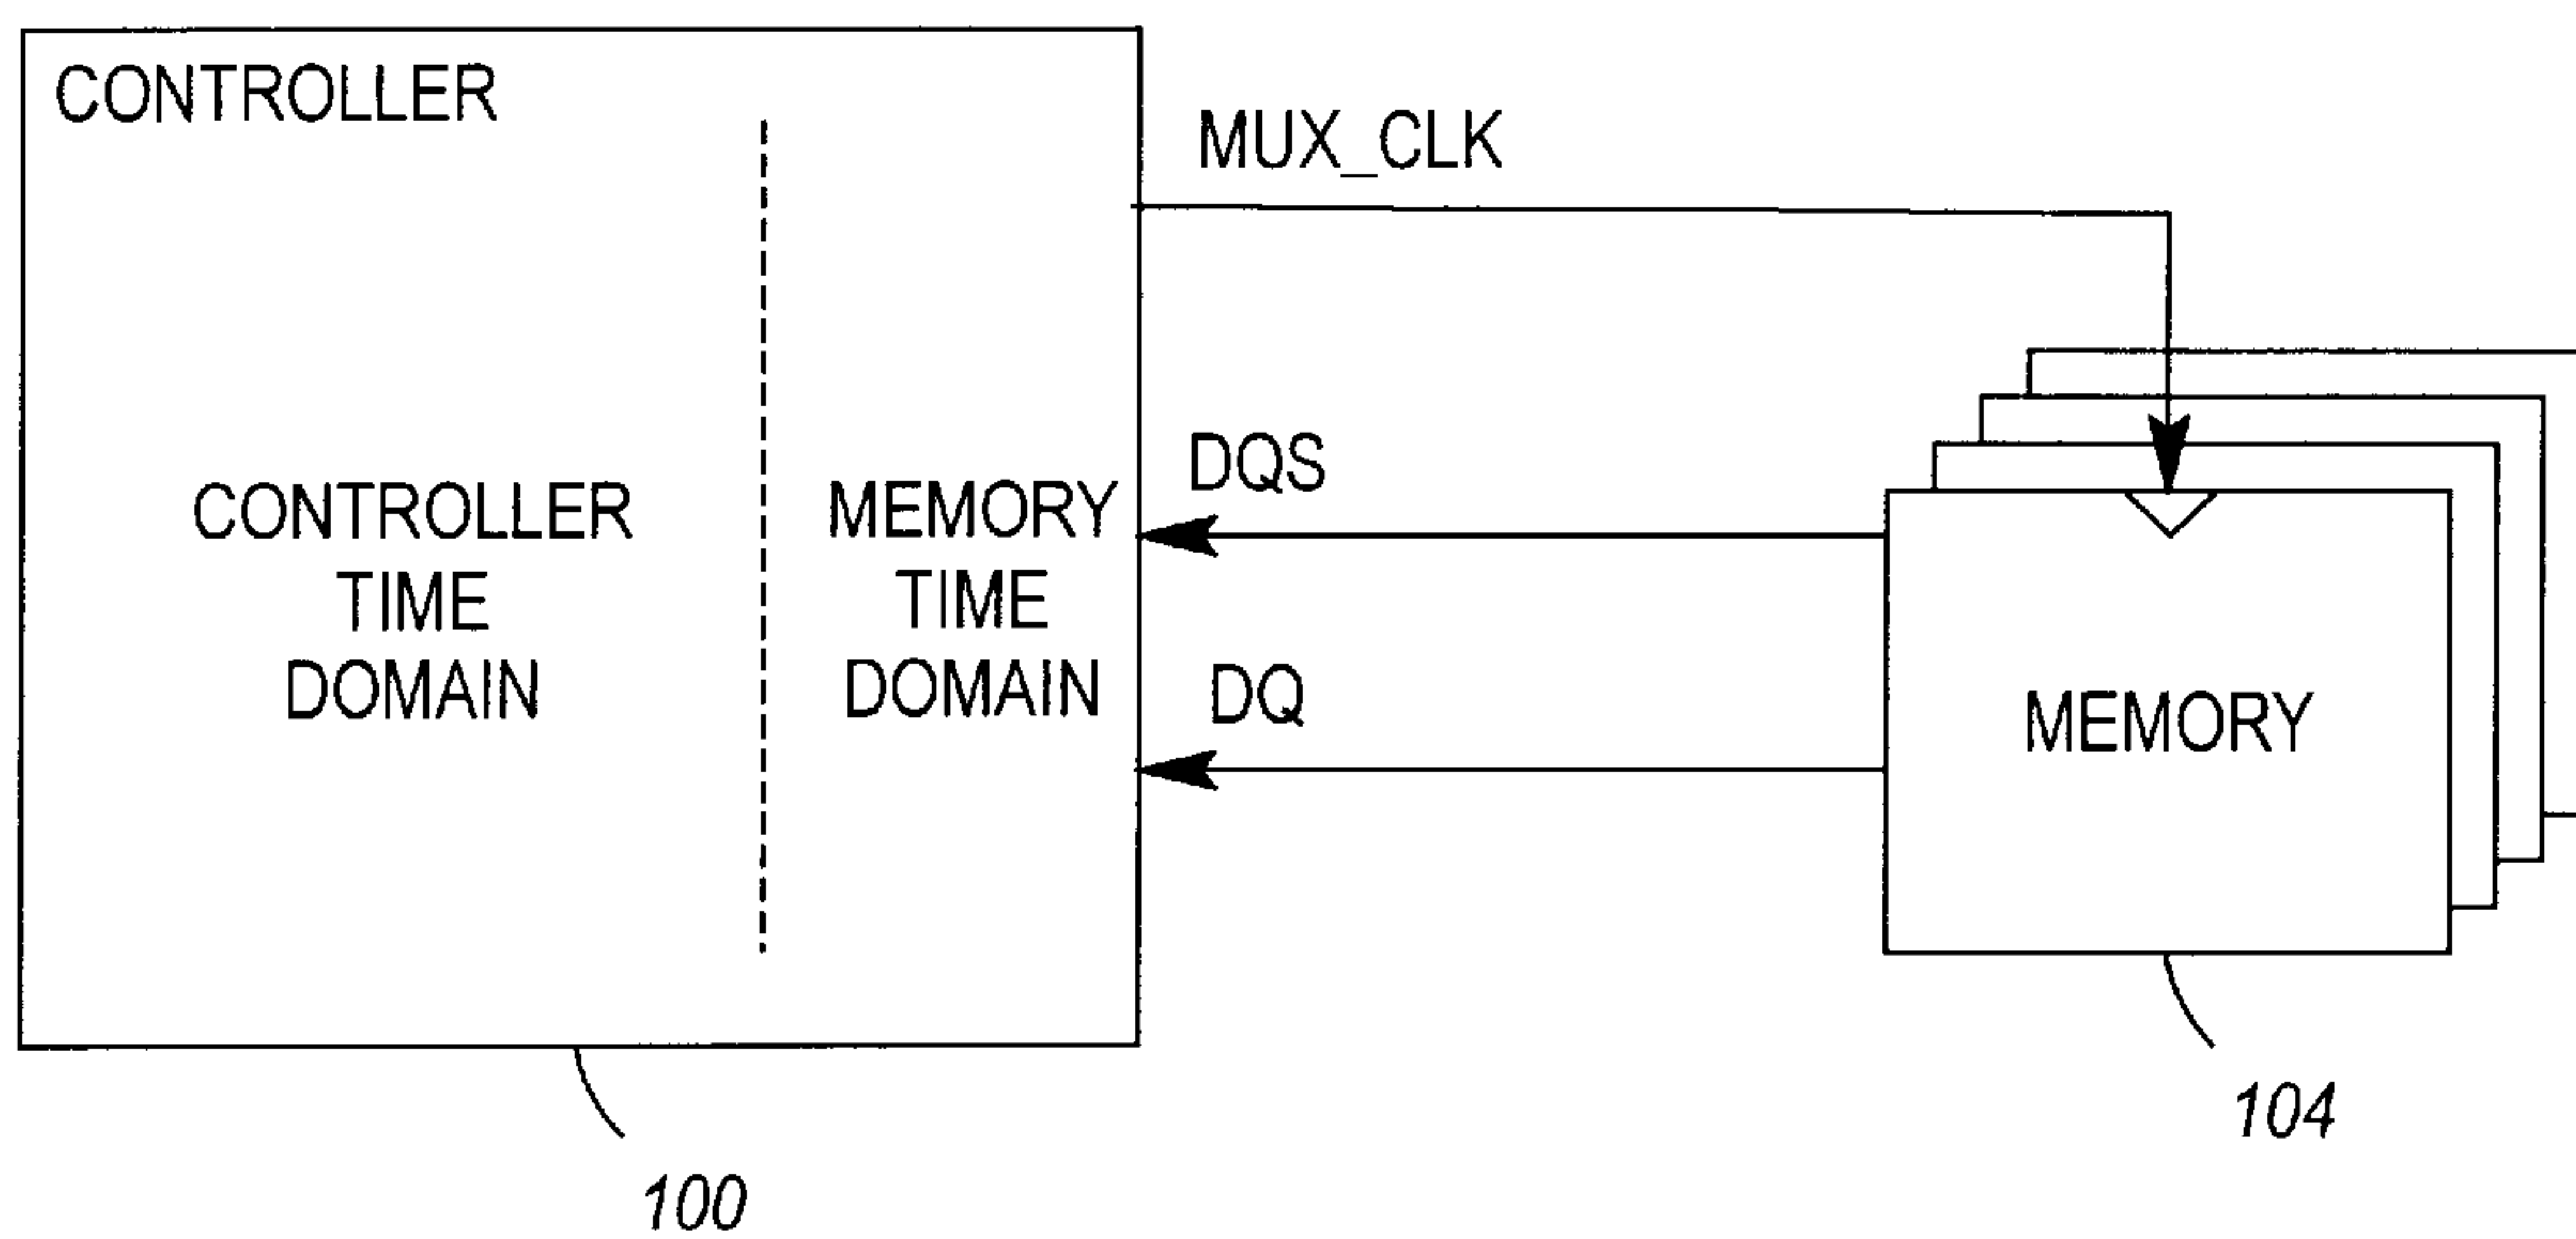 CONTROLLER
MUX_CLK
CONTROLLER
TIME
DOMAIN
MEMORY
TIME
DOMAIN
DQS
DQ
MEMORY
104
100